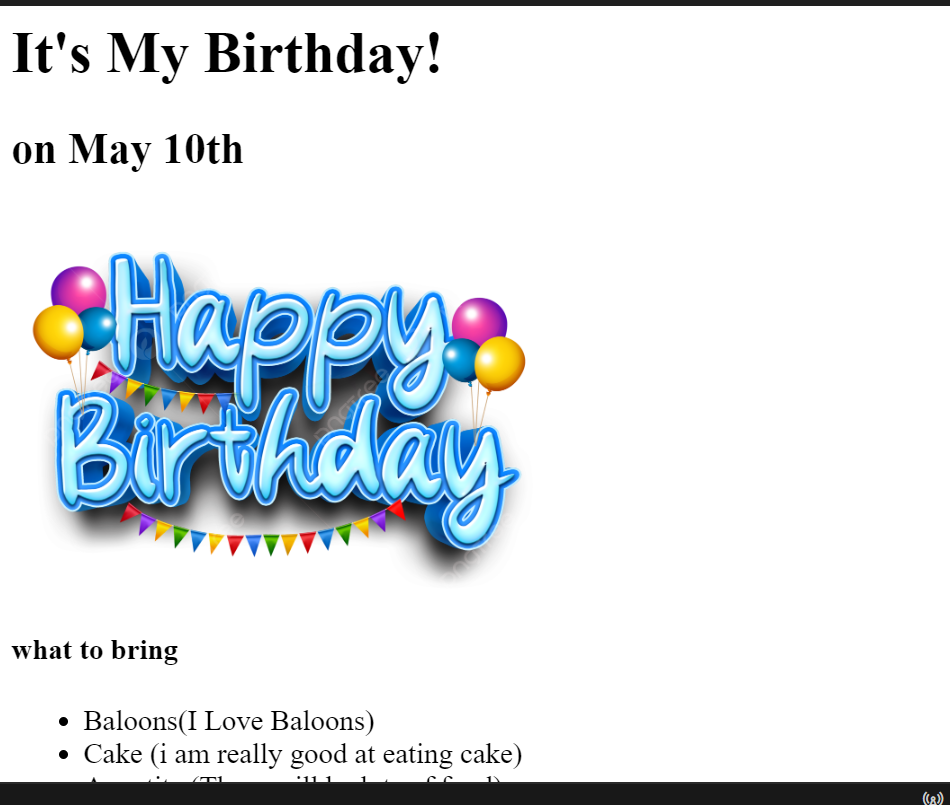 It's My Birthday!
on May 10th
Happy
Birthday
what to bring
Baloons(I Love Baloons)
Cake (i am really good at eating cake)